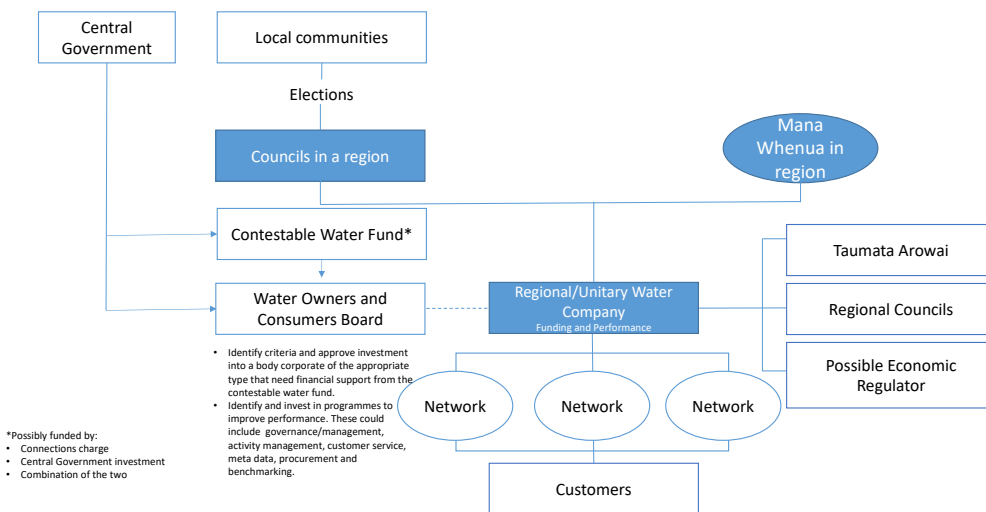 Central
Government
Local communities
Elections
Councils in a region
Mana
Whenua in
region
Contestable Water Fund*
Taumata Arowai
Water Owners and
Consumers Board
Regional/Unitary Water
Company
Funding and Performance
Regional Councils
• Identify criteria and approve investment
into a body corporate of the appropriate
type that need financial support from the
contestable water fund.
• Identify and invest in programmes to
improve performance. These could
include governance/management,
activity management, customer service,
meta data, procurement and
benchmarking.
Possible Economic
Regulator
Network
Network
Network
*Possibly funded by:
• Connections charge
• Central Government investment
• Combination of the two
Customers